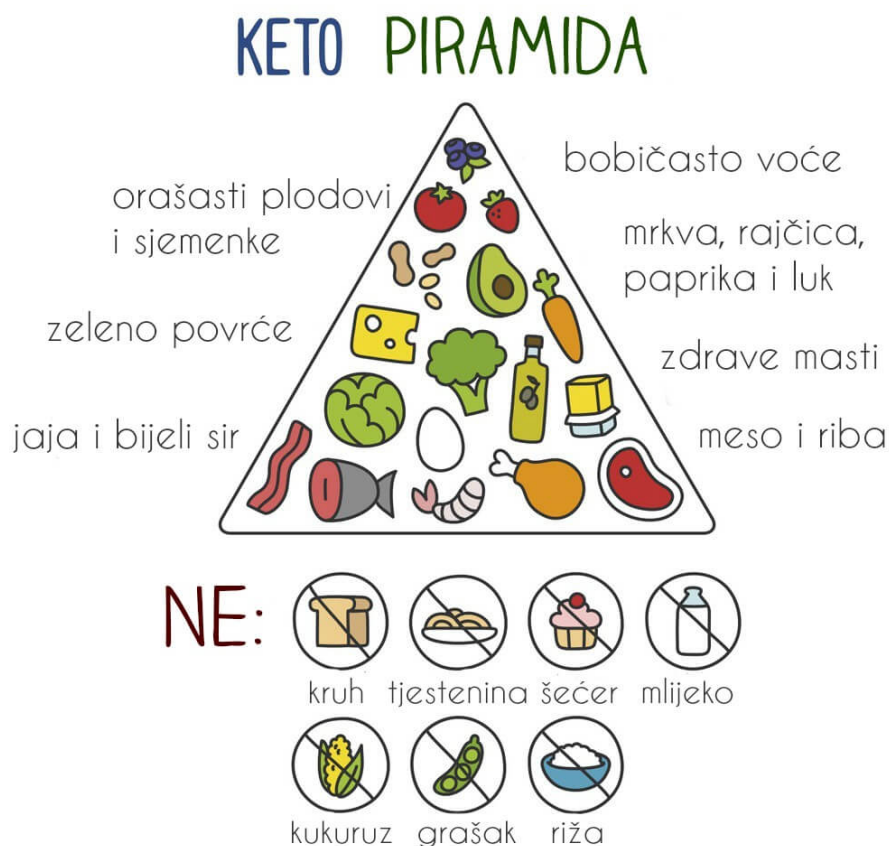 KETO PIRAMIDA
bobičasto voće
orašasti plodovi
i sjemenke
mrkva, rajčica,
paprika i luk
zeleno povrće
zdrave masti
jaja i bijeli sir
meso i riba
NE:
kruh tjestenina šećer mlijeko
kukuruz grašak riža